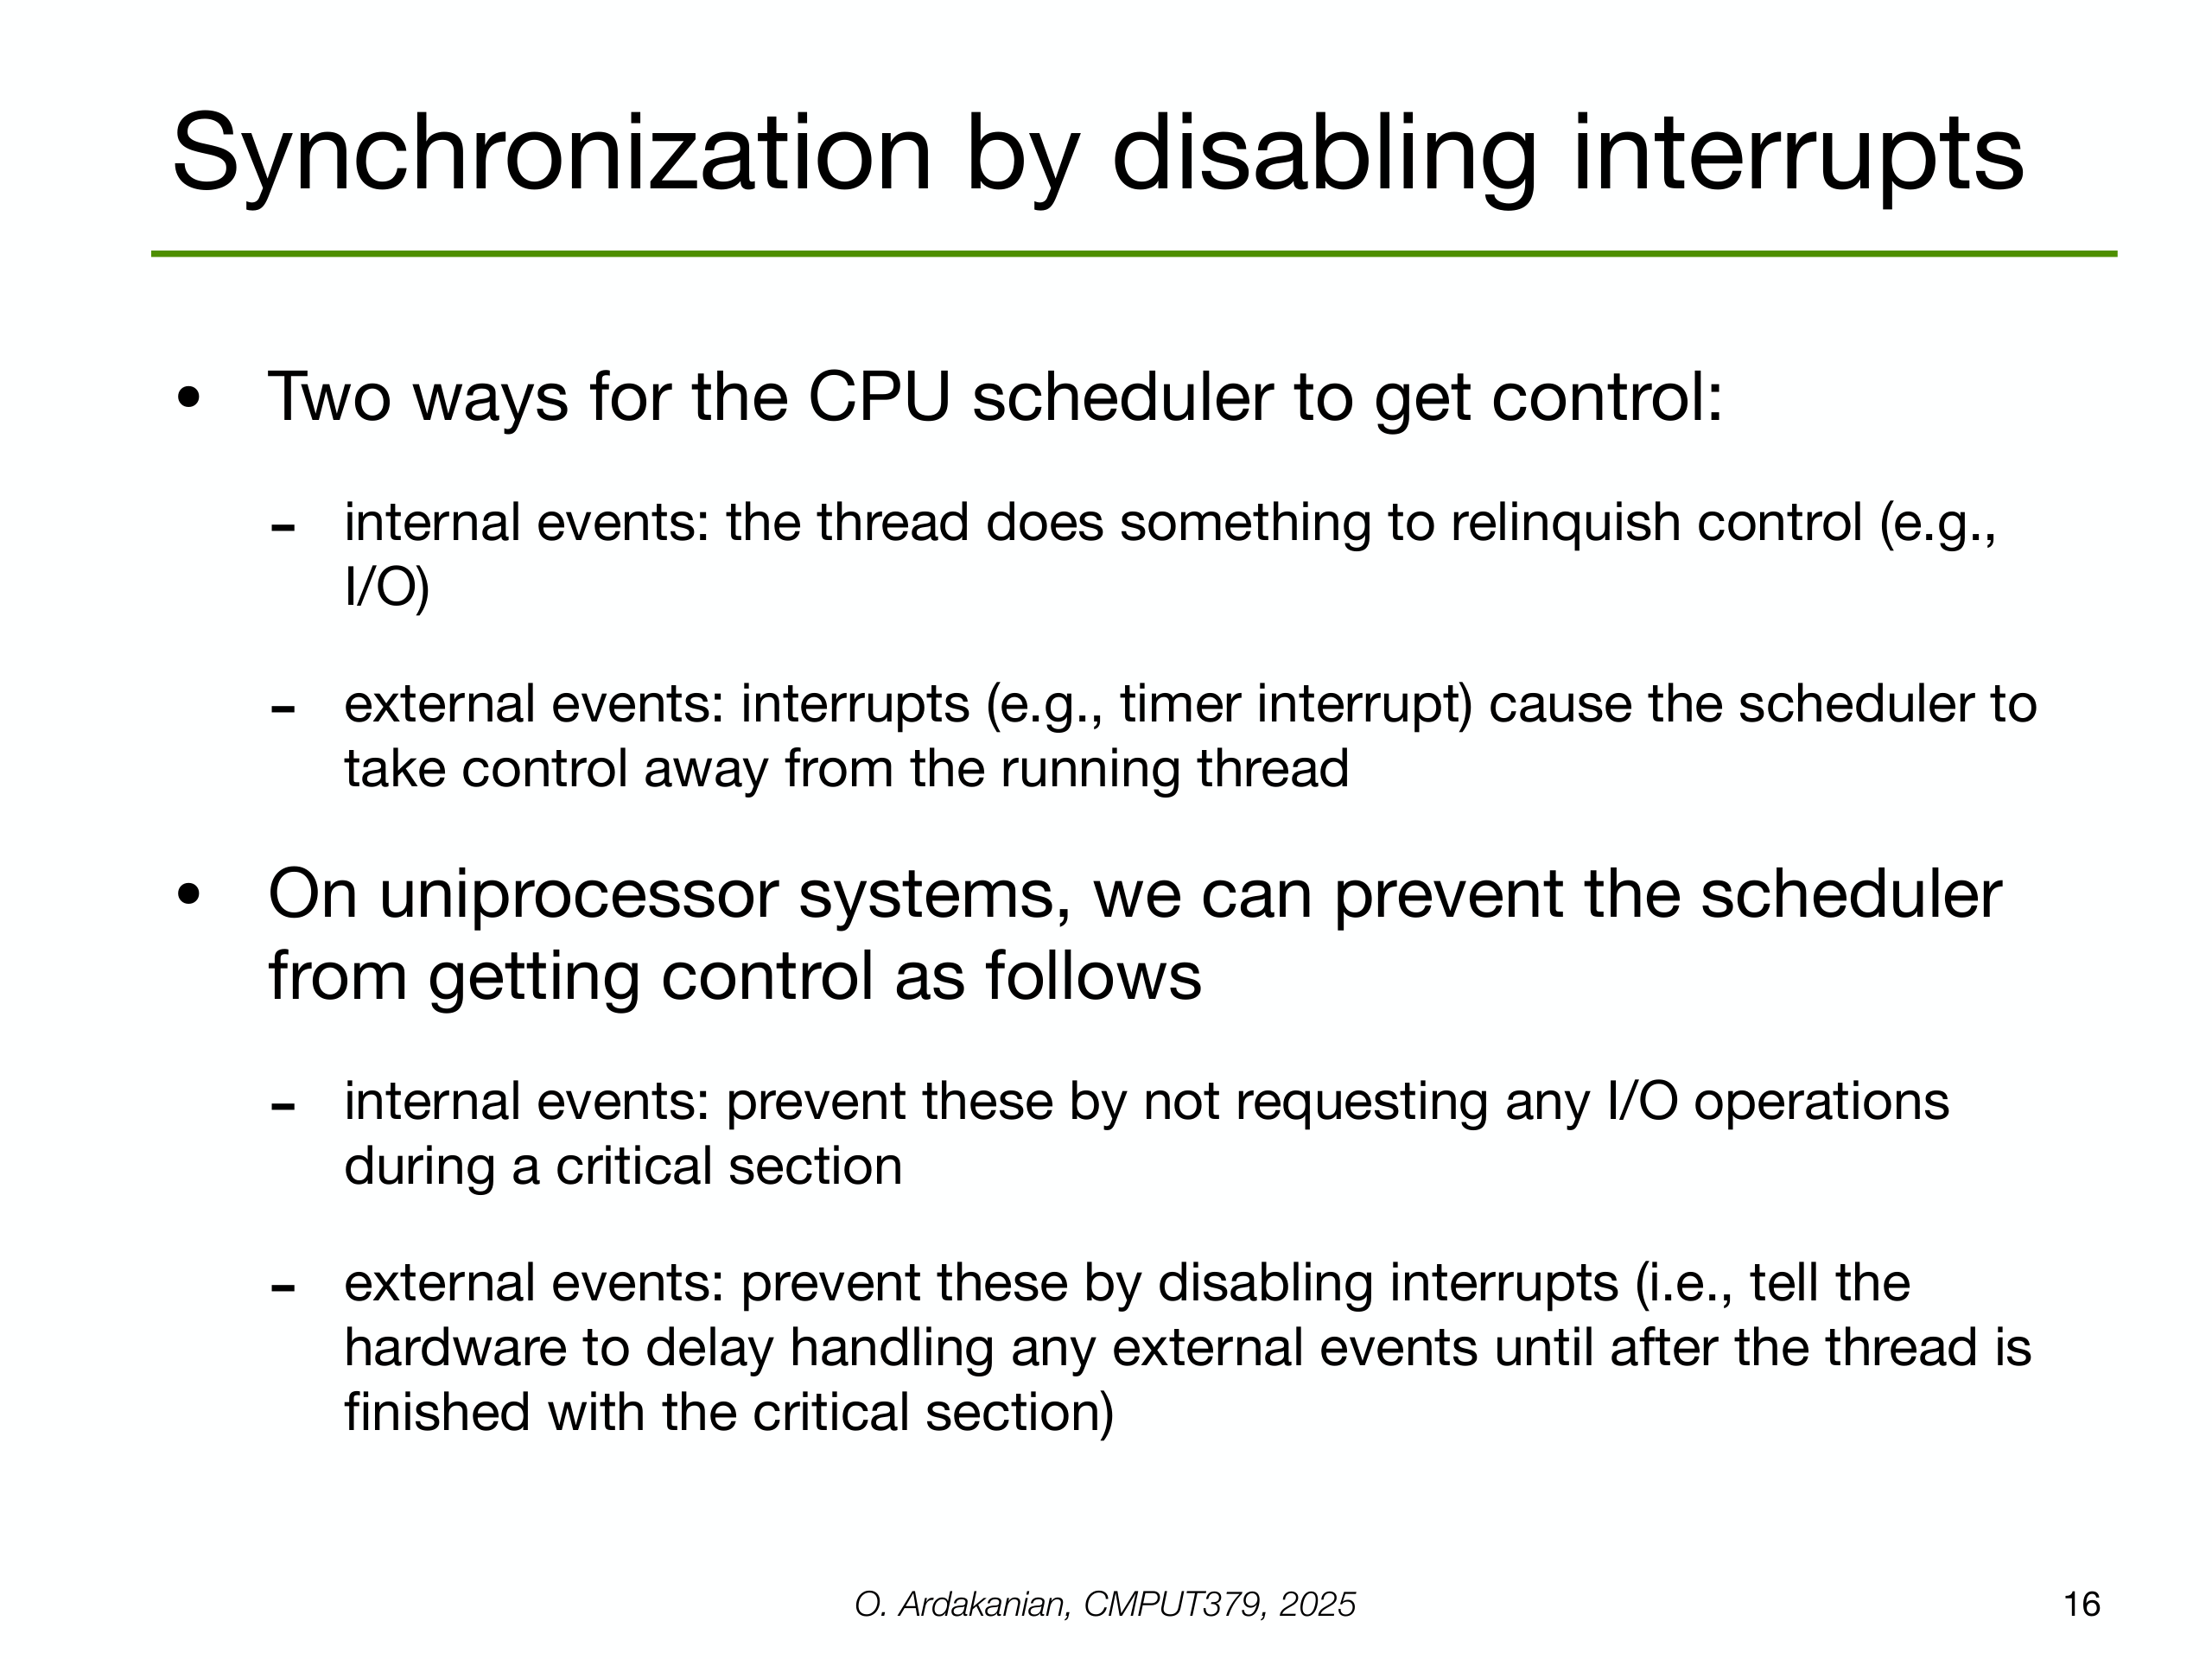 Synchronization by disabling interrupts
• Two ways for the CPU scheduler to get control:
- internal events: the thread does something to relinquish control (e.g.,
I/O)
- external events: interrupts (e.g., timer interrupt) cause the scheduler to
take control away from the running thread
• On uniprocessor systems, we can prevent the scheduler
from getting control as follows
- internal events: prevent these by not requesting any I/O operations
during a critical section
- external events: prevent these by disabling interrupts (i.e., tell the
hardware to delay handling any external events until after the thread is
finished with the critical section)
O. Ardakanian, CMPUT379, 2025
16